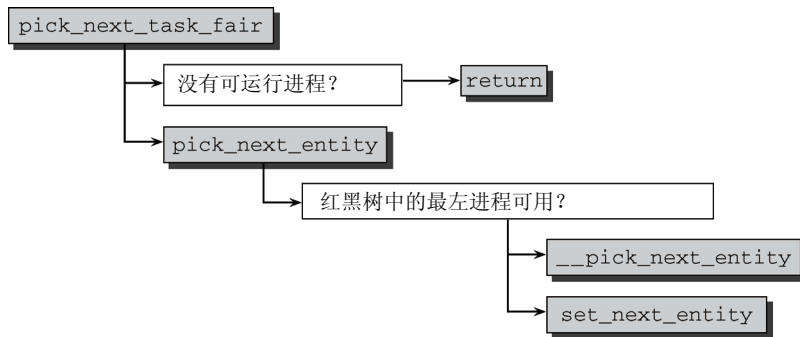 pick_next_task_fair
没有可运行进程？
return
pick_next_entity
红黑树中的最左进程可用？
__pick_next_entity
set_next_entity